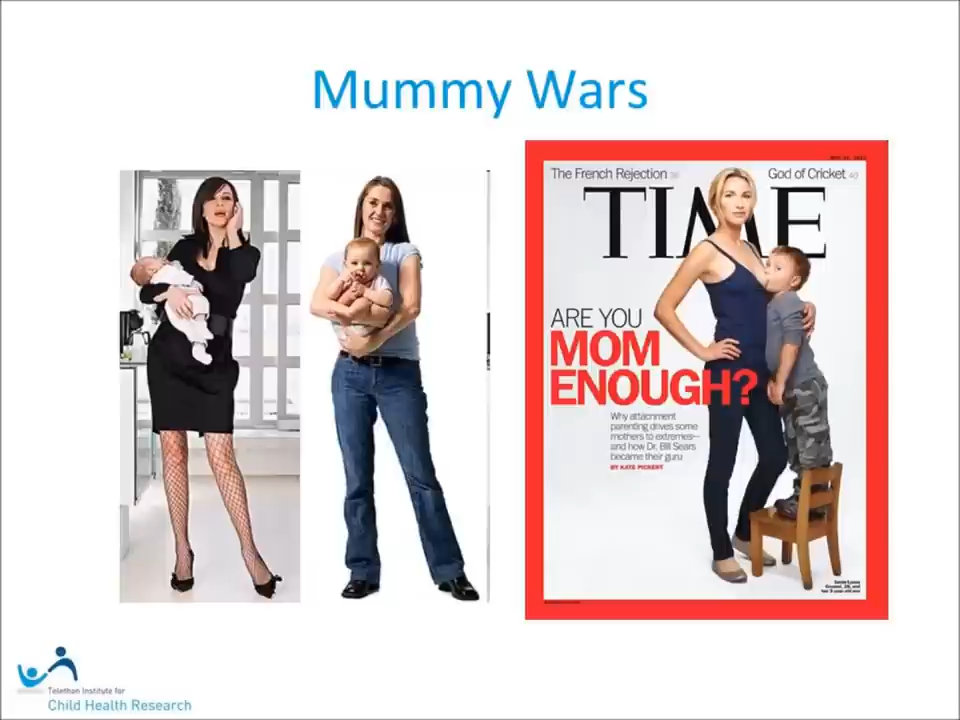 Mummy Wars
The French Rejection
God of Cricket
TIME
ARE YOU
MOM
ENOUGH?
Why attachment
parenting drives some
mothers to extremes—
and how Dr. Bill Sears
became their guru
BY KATE PICKERT
Telethon Institute for
Child Health Research